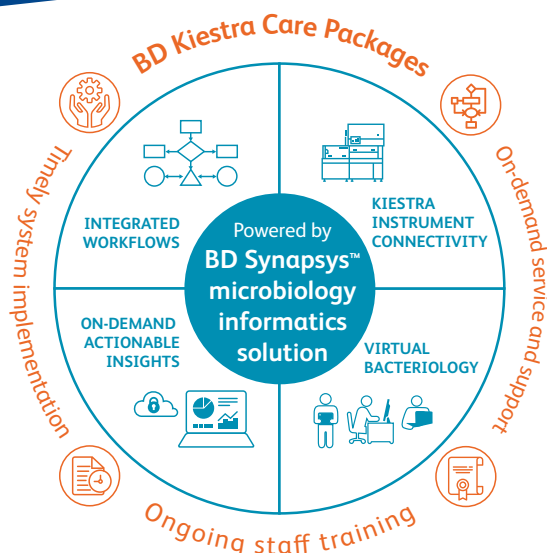 BD Kiestra Care Packages
INTEGRATED
WORKFLOWS
KIESTRA
INSTRUMENT
CONNECTIVITY
Powered by
BD Synapsys™
microbiology
informatics
solution
ON-DEMAND
ACTIONABLE
INSIGHTS
VIRTUAL
BACTERIOLOGY
Timely system implementation
On-demand service and support
Ongoing staff training